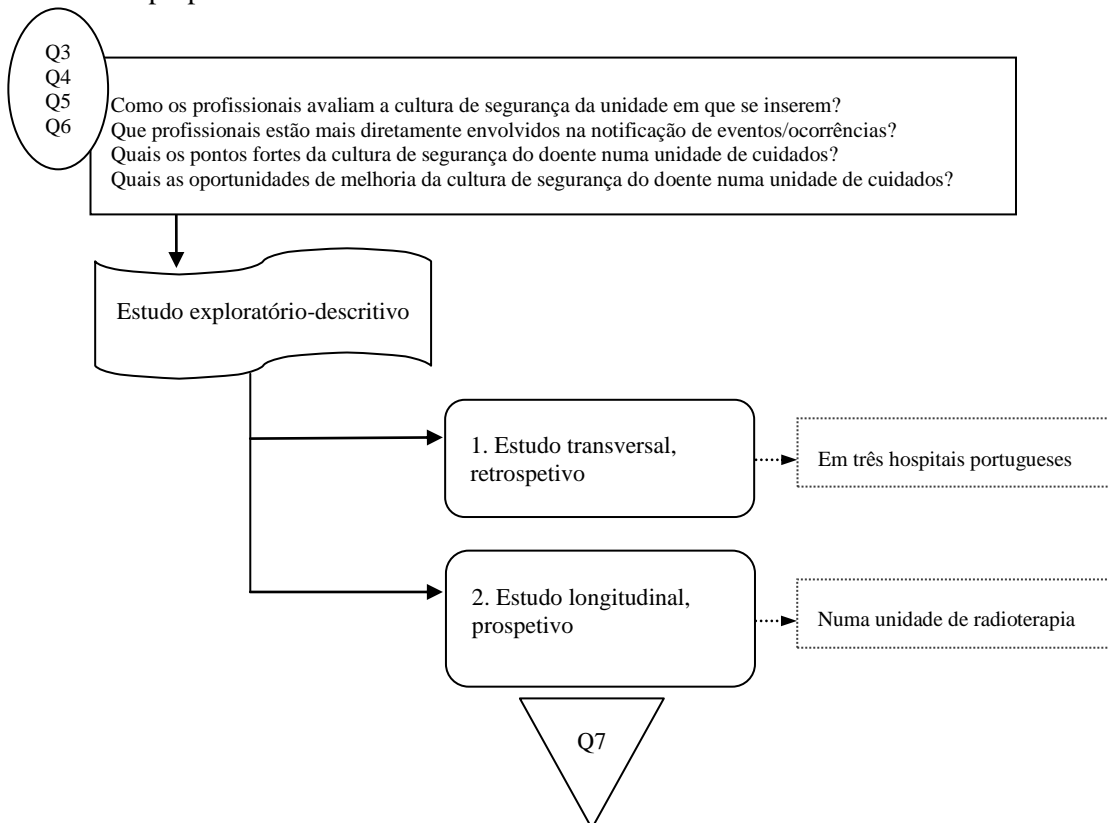 Q3
Q4
Q5
Q6
Como os profissionais avaliam a cultura de segurança da unidade em que se inserem?
Que profissionais estão mais diretamente envolvidos na notificação de eventos/ocorrências?
Quais os pontos fortes da cultura de segurança do doente numa unidade de cuidados?
Quais as oportunidades de melhoria da cultura de segurança do doente numa unidade de cuidados?
Estudo exploratório-descritivo
1. Estudo transversal,
retrospetivo
Em três hospitais portugueses
2. Estudo longitudinal,
prospetivo
Numa unidade de radioterapia
Q7